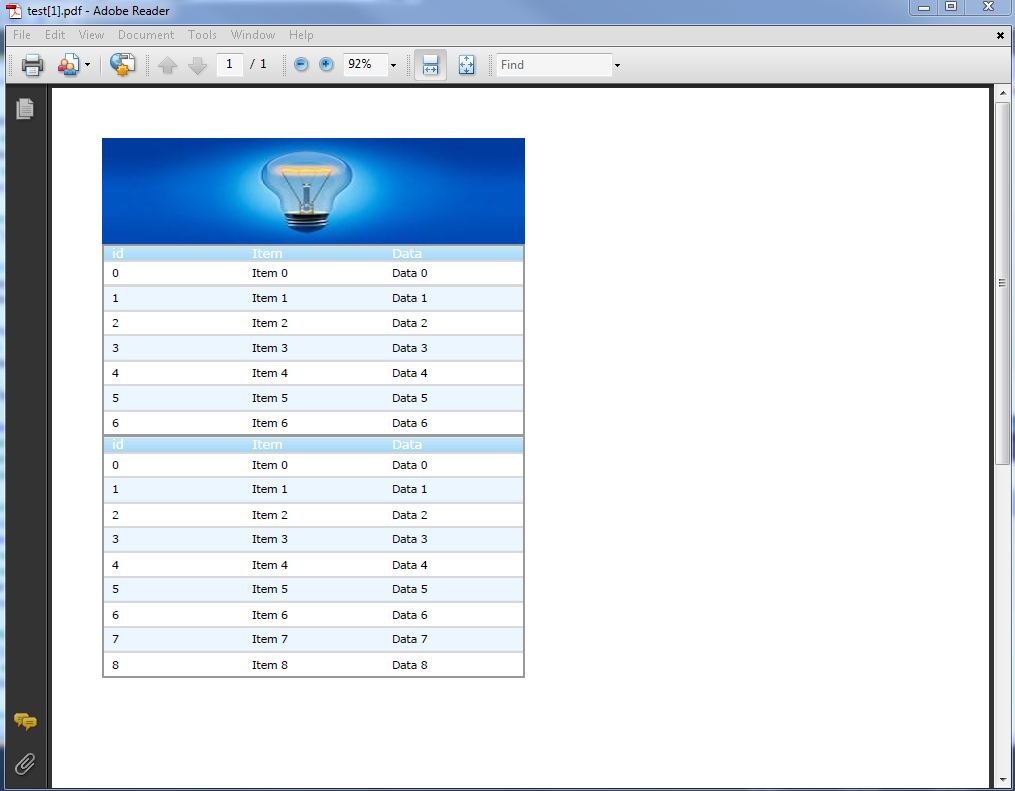 test[1].pdf - Adobe Reader
File Edit View Document Tools Window Help
1 / 1 92% Find
id Item Data
0 Item 0 Data 0
1 Item 1 Data 1
2 Item 2 Data 2
3 Item 3 Data 3
4 Item 4 Data 4
5 Item 5 Data 5
6 Item 6 Data 6
id Item Data
0 Item 0 Data 0
1 Item 1 Data 1
2 Item 2 Data 2
3 Item 3 Data 3
4 Item 4 Data 4
5 Item 5 Data 5
6 Item 6 Data 6
7 Item 7 Data 7
8 Item 8 Data 8